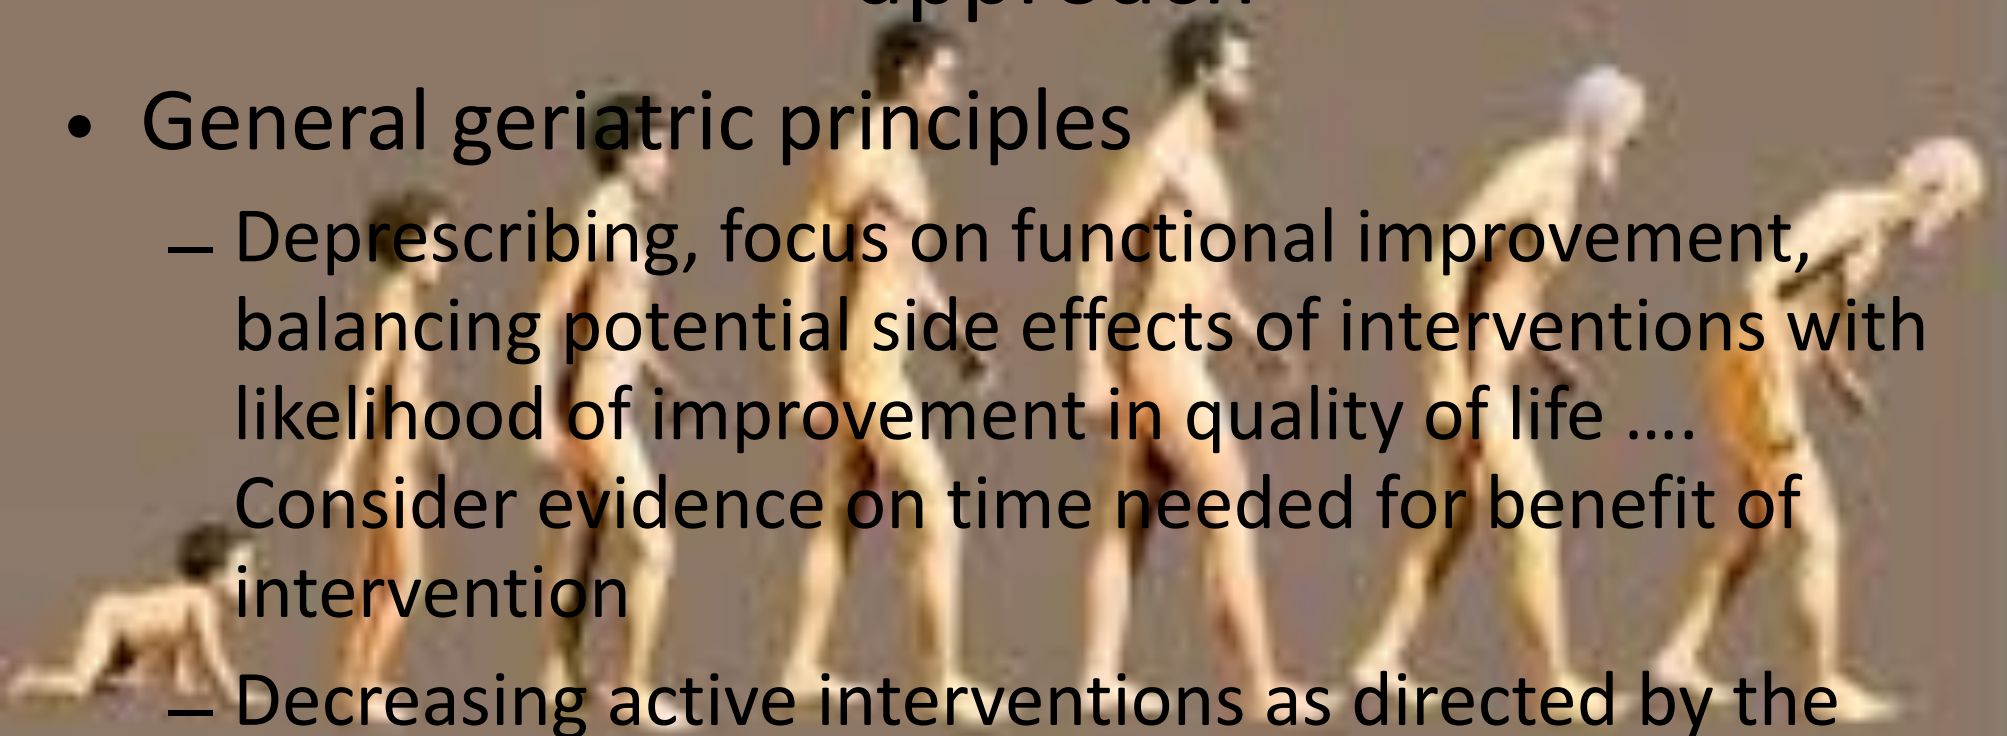 approach
• General geriatric principles
– Deprescribing, focus on functional improvement,
balancing potential side effects of interventions with
likelihood of improvement in quality of life ....
Consider evidence on time needed for benefit of
intervention
– Decreasing active interventions as directed by the